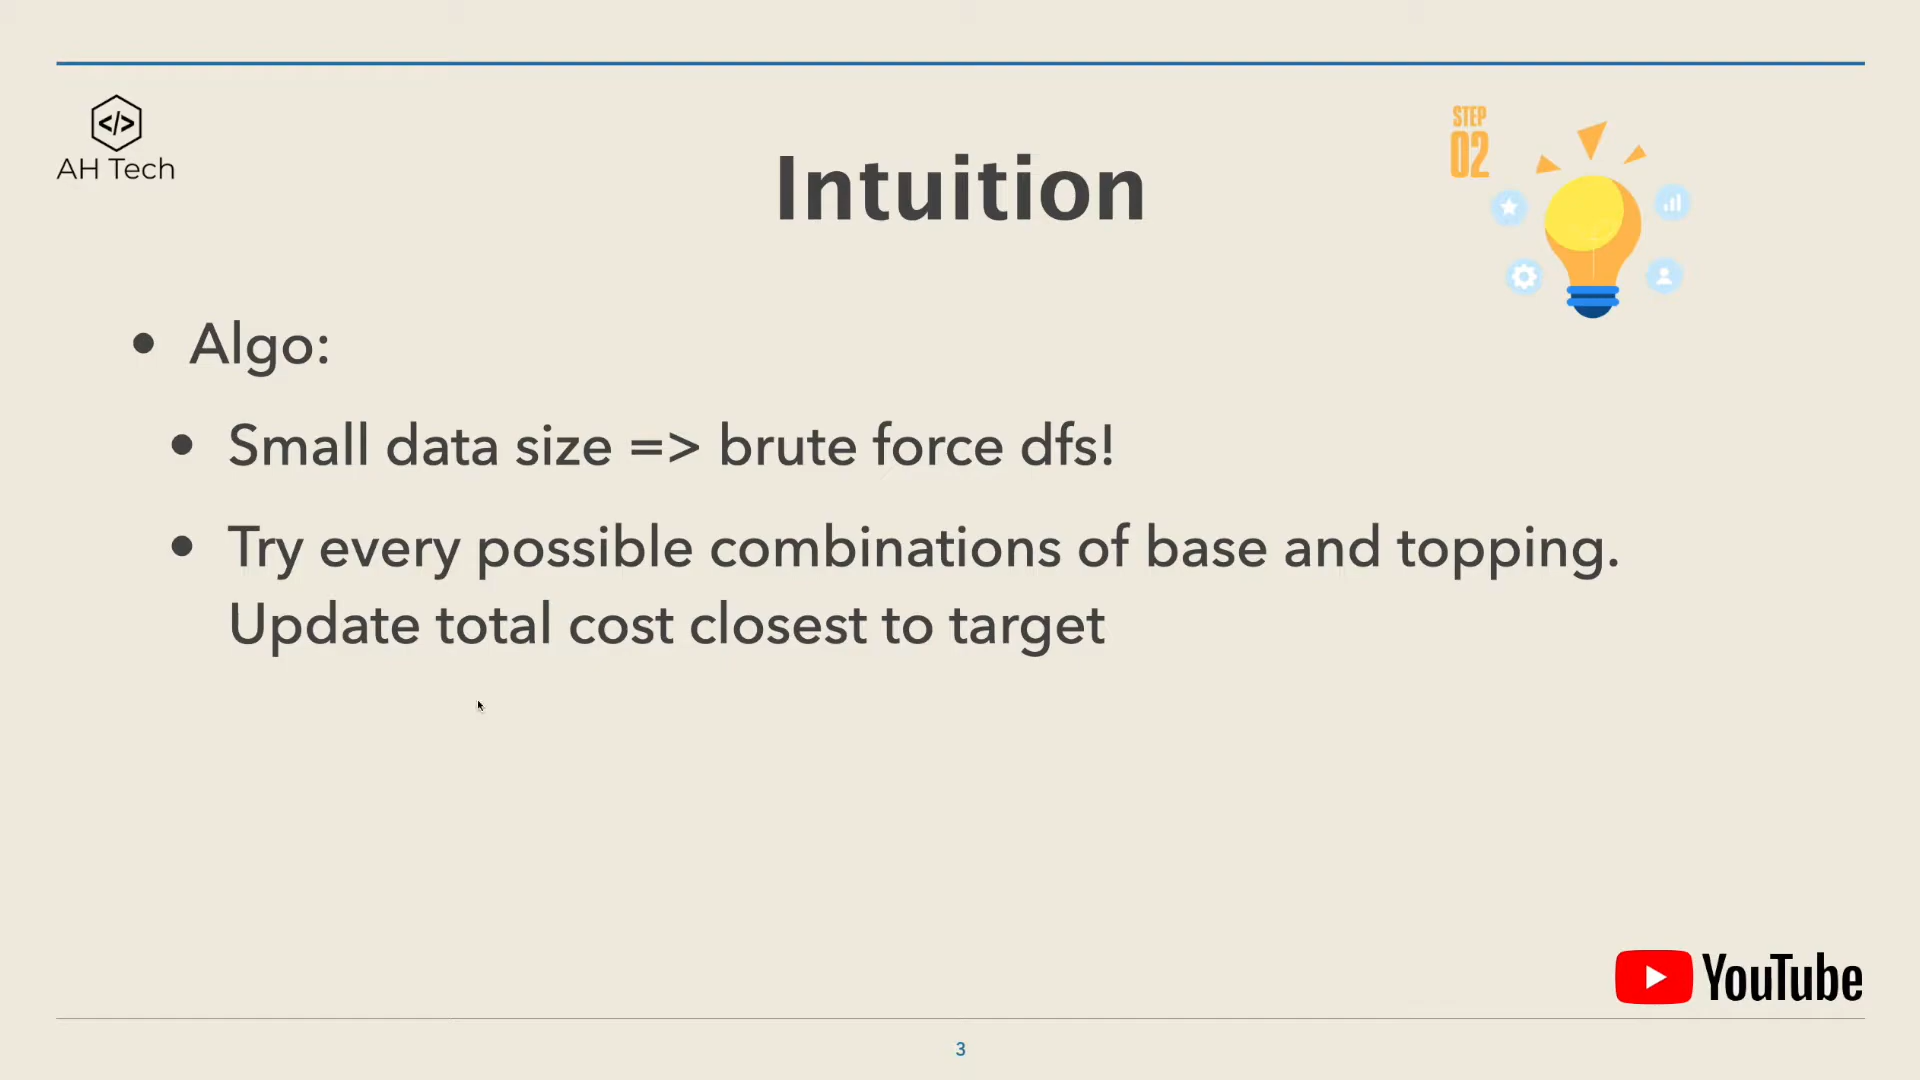 </>
AH Tech
STEP
02
Intuition
• Algo:
• Small data size => brute force dfs!
• Try every possible combinations of base and topping.
Update total cost closest to target
YouTube
3